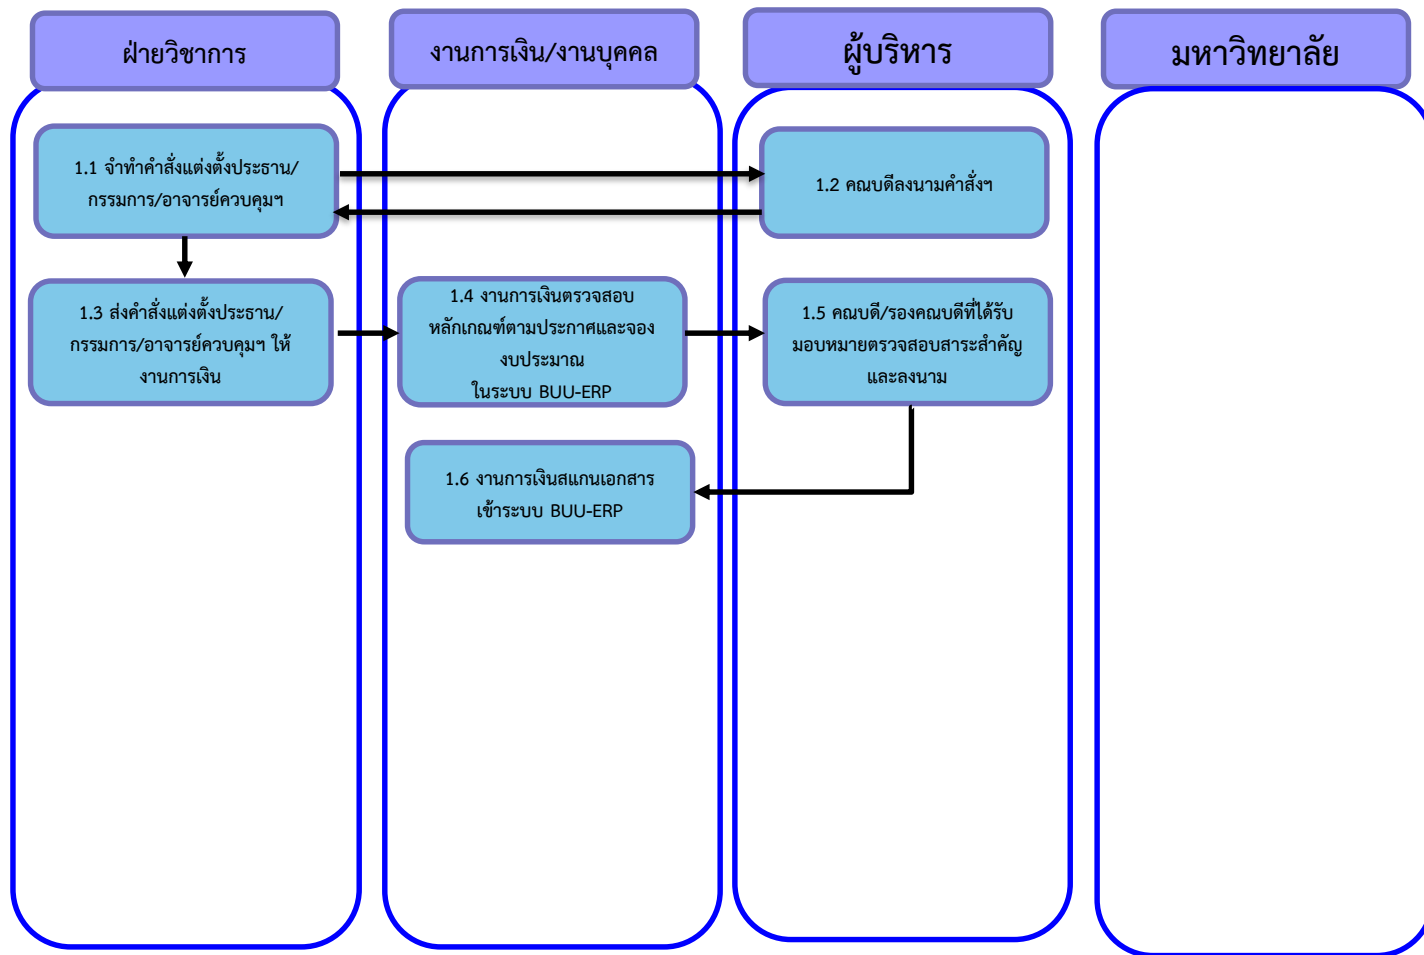 ฝ่ายวิชาการ
งานการเงิน/งานบุคคล
ผู้บริหาร
มหาวิทยาลัย
1.1 จำทำคำสั่งแต่งตั้งประธาน/
กรรมการ/อาจารย์ควบคุมฯ
1.2 คณบดีลงนามคำสั่งฯ
1.3 ส่งคำสั่งแต่งตั้งประธาน/
กรรมการ/อาจารย์ควบคุมฯ ให้
งานการเงิน
1.4 งานการเงินตรวจสอบ
หลักเกณฑ์ตามประกาศและจอง
งบประมาณ
ในระบบ BUU-ERP
1.5 คณบดี/รองคณบดีที่ได้รับ
มอบหมายตรวจสอบสาระสำคัญ
และลงนาม
1.6 งานการเงินสแกนเอกสาร
เข้าระบบ BUU-ERP